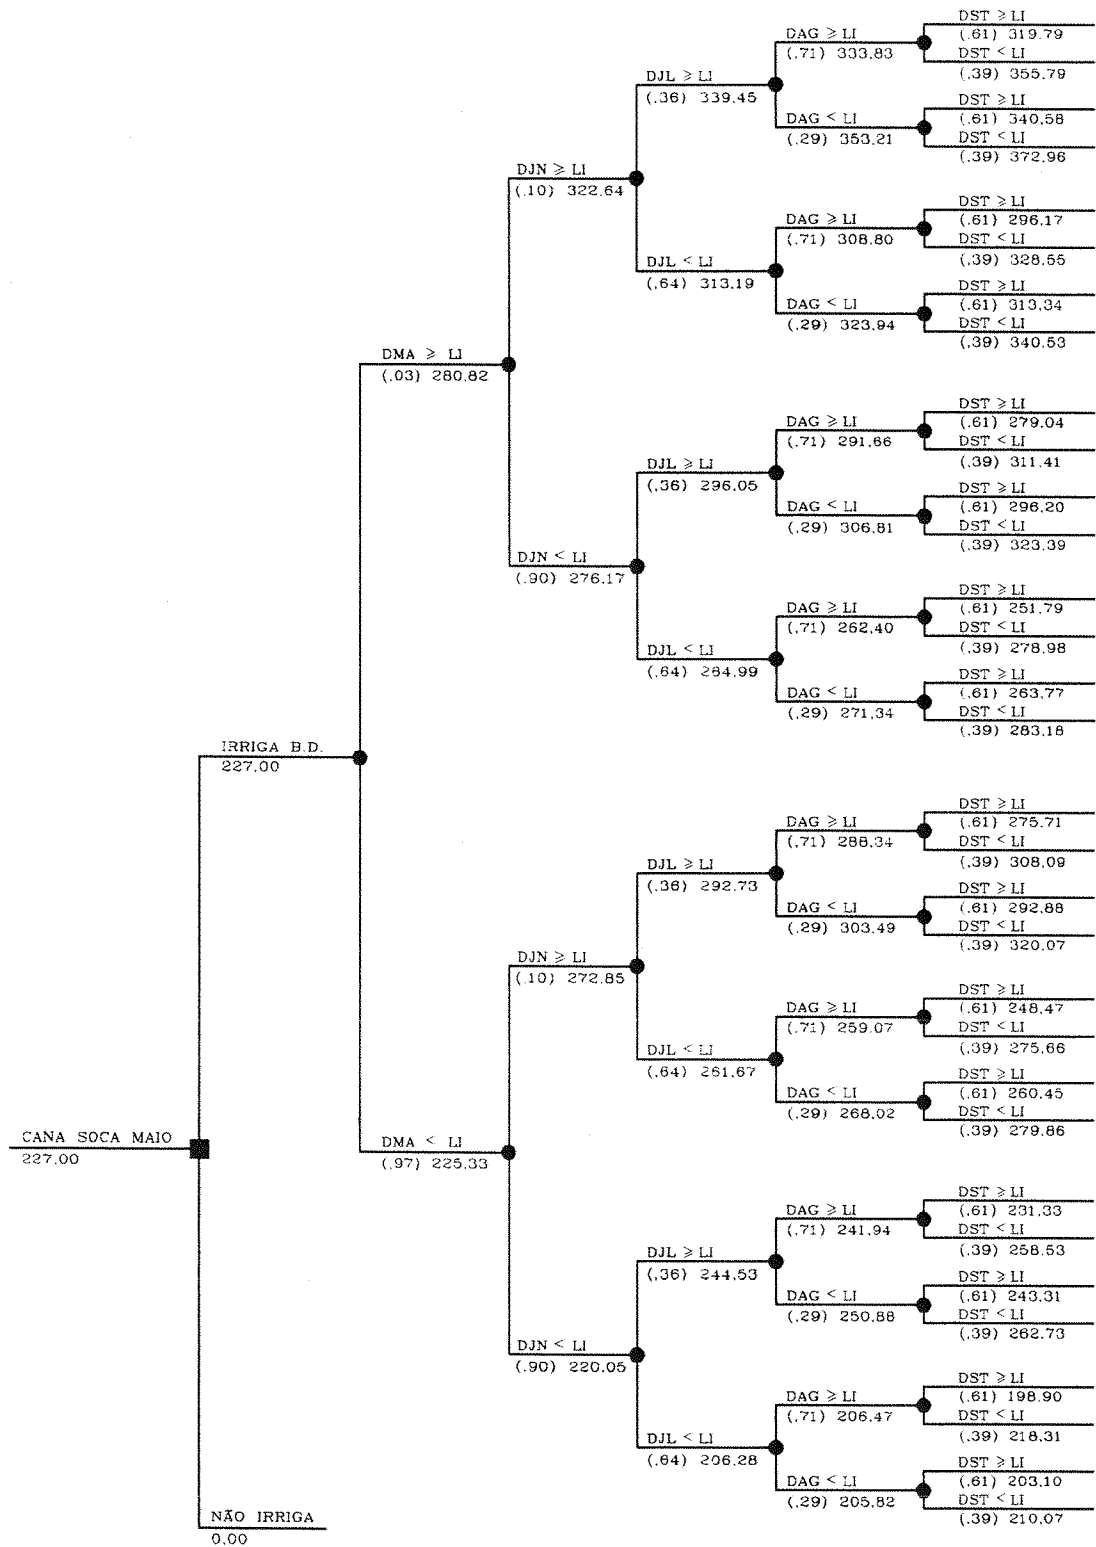 DST ≥ LI
(.61) 319.79
DAG ≥ LI
(.71) 333.83
DST < LI
(.39) 355.79
DJL ≥ LI
(.36) 339.45
DST ≥ LI
(.61) 340.58
DAG < LI
(.29) 353.21
DST < LI
(.39) 372.96
DJN ≥ LI
(.10) 322.64
DST ≥ LI
(.61) 296.17
DAG ≥ LI
(.71) 308.80
DST < LI
(.39) 328.55
DJL < LI
(.64) 313.19
DST ≥ LI
(.61) 313.34
DAG < LI
(.29) 323.94
DST < LI
(.39) 340.53
DMA ≥ LI
(.03) 280.82
DST ≥ LI
(.61) 279.04
DAG ≥ LI
(.71) 291.66
DST < LI
(.39) 311.41
DJL ≥ LI
(.36) 296.05
DST ≥ LI
(.61) 296.20
DAG < LI
(.29) 306.81
DST < LI
(.39) 323.39
DJN < LI
(.90) 276.17
DST ≥ LI
(.61) 251.79
DAG ≥ LI
(.71) 262.40
DST < LI
(.39) 278.98
DJL < LI
(.64) 264.99
DST ≥ LI
(.61) 263.77
DAG < LI
(.29) 271.34
DST < LI
(.39) 283.18
IRRIGA B.D.
227.00
DST ≥ LI
(.61) 275.71
DAG ≥ LI
(.71) 288.34
DST < LI
(.39) 308.09
DJL ≥ LI
(.36) 292.73
DST ≥ LI
(.61) 292.88
DAG < LI
(.29) 303.49
DST < LI
(.39) 320.07
DJN ≥ LI
(.10) 272.85
DST ≥ LI
(.61) 248.47
DAG ≥ LI
(.71) 259.07
DST < LI
(.39) 275.66
DJL < LI
(.64) 261.67
DST ≥ LI
(.61) 260.45
DAG < LI
(.29) 268.02
DST < LI
(.39) 279.86
CANA SOCA MAIO
227.00
DMA < LI
(.97) 225.33
DST ≥ LI
(.61) 231.33
DAG ≥ LI
(.71) 241.94
DST < LI
(.39) 258.53
DJL ≥ LI
(.36) 244.53
DST ≥ LI
(.61) 243.31
DAG < LI
(.29) 250.88
DST < LI
(.39) 262.73
DJN < LI
(.90) 220.05
DST ≥ LI
(.61) 198.90
DAG ≥ LI
(.71) 206.47
DST < LI
(.39) 218.31
DJL < LI
(.64) 206.28
DST ≥ LI
(.61) 203.10
DAG < LI
(.29) 205.82
DST < LI
(.39) 210.07
NÃO IRRIGA
0.00